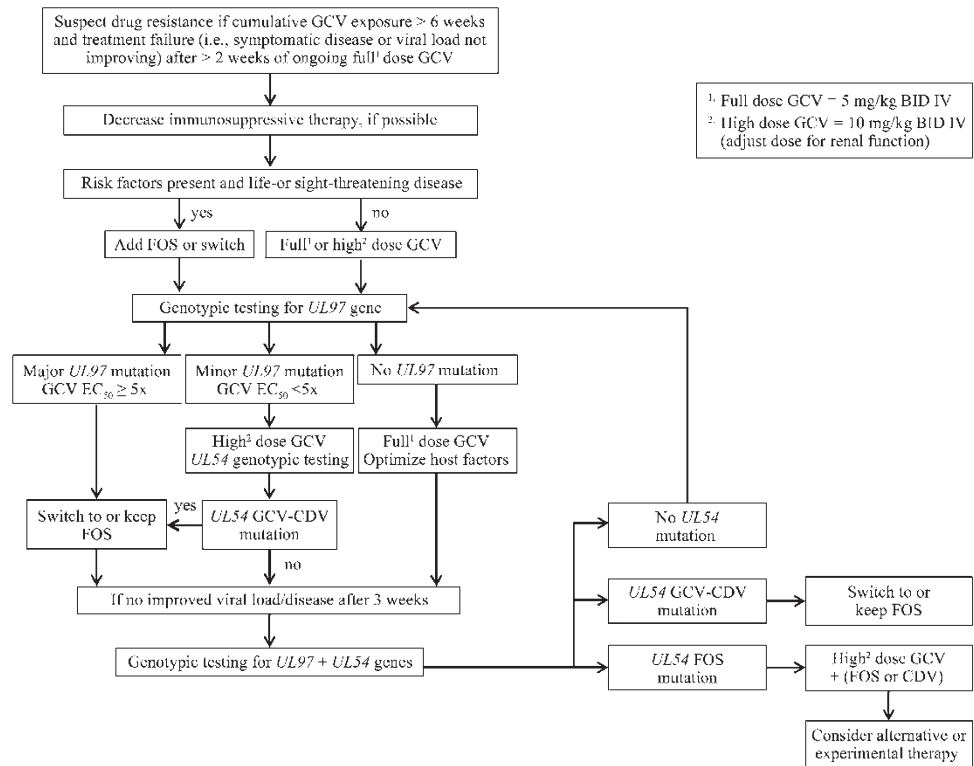 Suspect drug resistance if cumulative GCV exposure > 6 weeks
and treatment failure (i.e., symptomatic disease or viral load not
improving) after > 2 weeks of ongoing full¹ dose GCV
1. Full dose GCV = 5 mg/kg BID IV
2. High dose GCV = 10 mg/kg BID IV
(adjust dose for renal function)
Decrease immunosuppressive therapy, if possible
Risk factors present and life-or sight-threatening disease
yes
no
Add FOS or switch
Full¹ or high² dose GCV
Genotypic testing for UL97 gene
Major UL97 mutation
GCV EC₅₀ ≥ 5x
Minor UL97 mutation
GCV EC₅₀ <5x
No UL97 mutation
High² dose GCV
UL54 genotypic testing
Full¹ dose GCV
Optimize host factors
Switch to or keep
FOS
yes
UL54 GCV-CDV
mutation
no
No UL54
mutation
If no improved viral load/disease after 3 weeks
UL54 GCV-CDV
mutation
Switch to or
keep FOS
Genotypic testing for UL97 + UL54 genes
UL54 FOS
mutation
High² dose GCV
+ (FOS or CDV)
Consider alternative or
experimental therapy